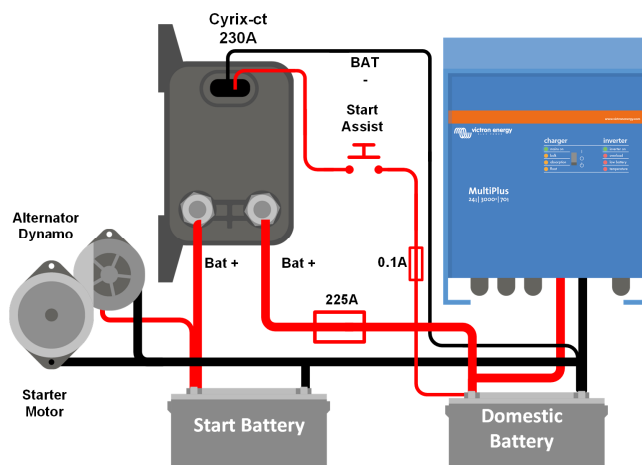 Cyrix-ct
230A
BAT
-
Start
Assist
victron energy
charger
inverter
MultiPlus
Alternator
Dynamo
Bat +
Bat +
0.1A
225A
Starter
Motor
Start Battery
Domestic
Battery